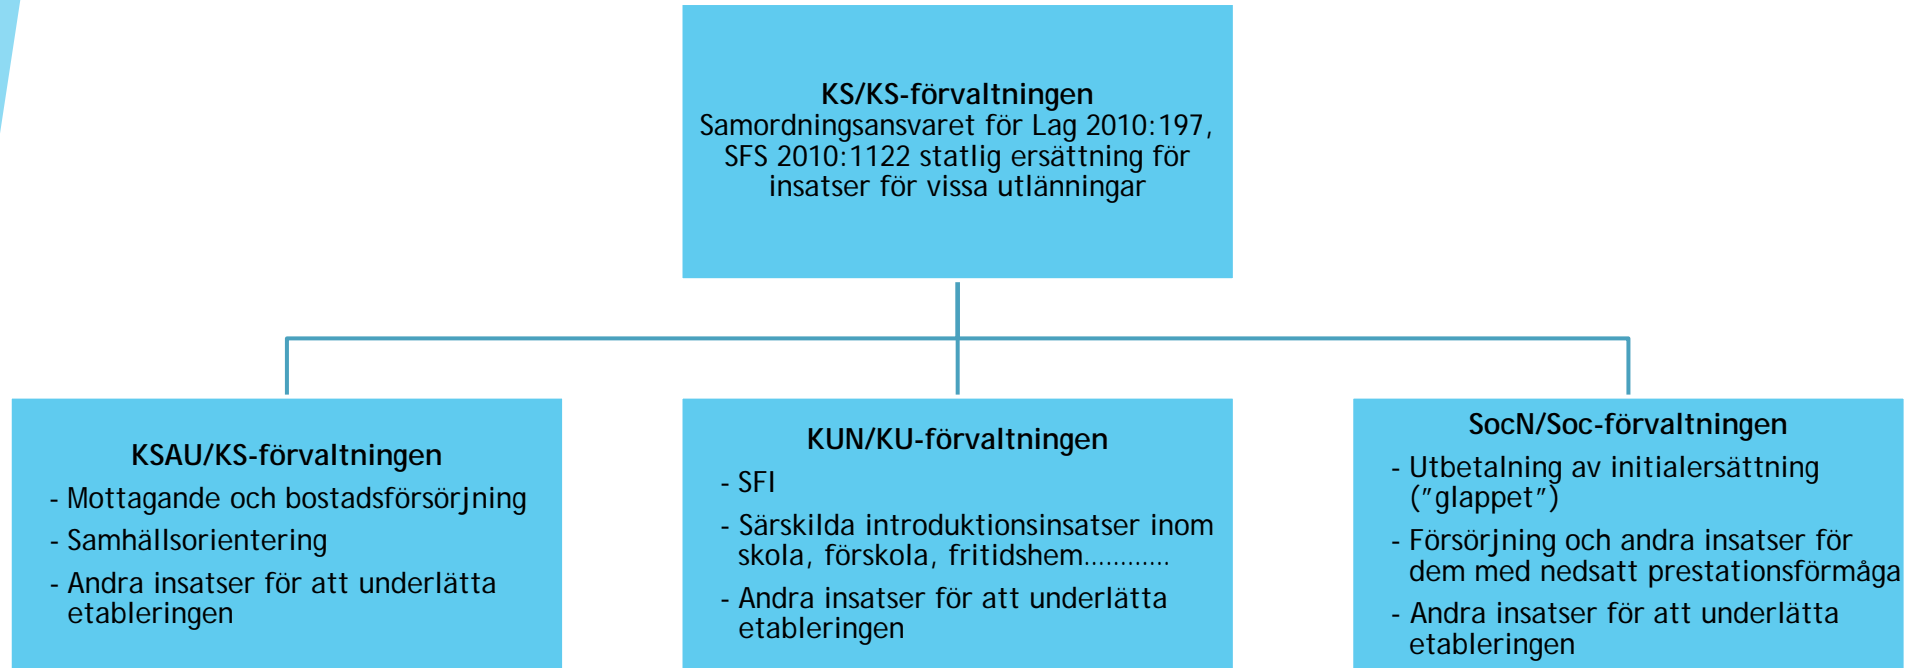 KS/KS-förvaltningen
Samordningsansvaret för Lag 2010:197,
SFS 2010:1122 statlig ersättning för
insatser för vissa utlänningar
KSAU/KS-förvaltningen
- Mottagande och bostadsförsörjning
- Samhällsorientering
- Andra insatser för att underlätta
etableringen
KUN/KU-förvaltningen
- SFI
- Särskilda introduktionsinsatser inom
skola, förskola, fritidshem............
- Andra insatser för att underlätta
etableringen
SocN/Soc-förvaltningen
- Utbetalning av initialersättning
("glappet")
- Försörjning och andra insatser för
dem med nedsatt prestationsförmåga
- Andra insatser för att underlätta
etableringen